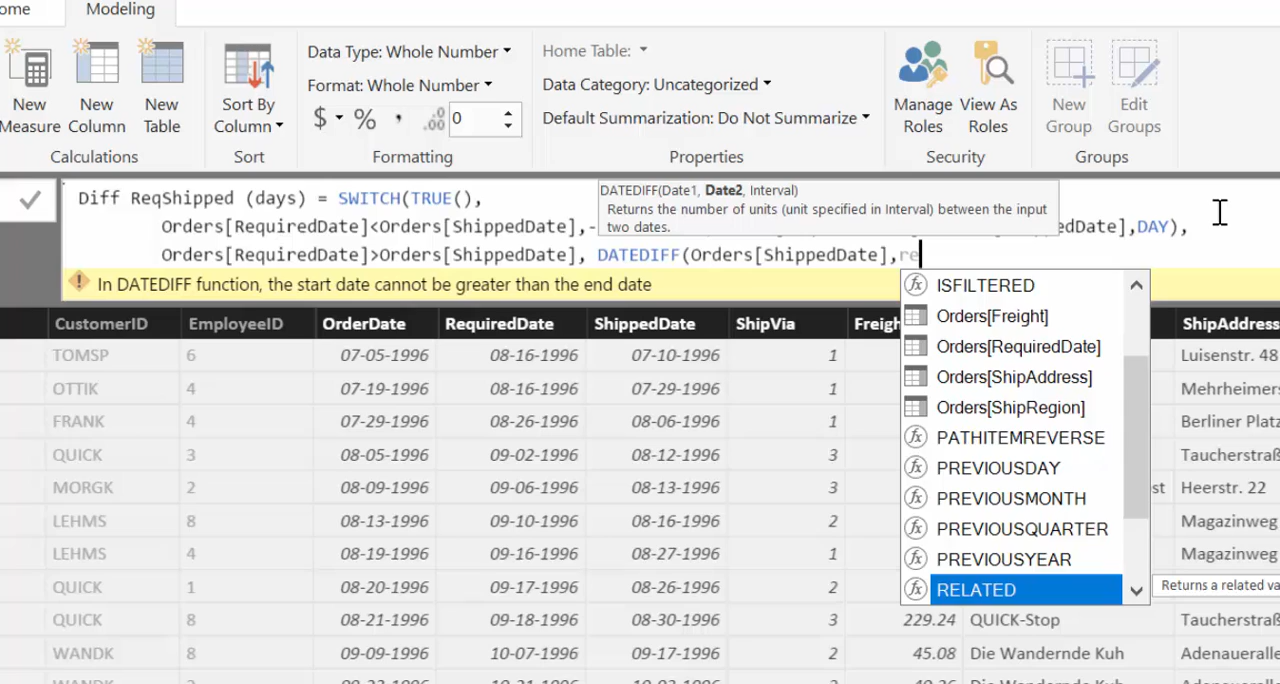 ome
Modeling
New Measure
New Column
New Table
Calculations
Sort By Column
Sort
Data Type: Whole Number
Format: Whole Number
$ % , .00 0
Formatting
Home Table:
Data Category: Uncategorized
Default Summarization: Do Not Summarize
Properties
Manage Roles
View As Roles
Security
New Group
Edit Groups
Groups
Diff ReqShipped (days) = SWITCH(TRUE(),
Orders[RequiredDate]<Orders[ShippedDate],- ppedDate],DAY),
Orders[RequiredDate]>Orders[ShippedDate], DATEDIFF(Orders[ShippedDate],re
DATEDIFF(Date1, Date2, Interval)
Returns the number of units (unit specified in Interval) between the input
two dates.
In DATEDIFF function, the start date cannot be greater than the end date
ISFILTERED
Orders[Freight]
Orders[RequiredDate]
Orders[ShipAddress]
Orders[ShipRegion]
PATHITEMREVERSE
PREVIOUSDAY
PREVIOUSMONTH
PREVIOUSQUARTER
PREVIOUSYEAR
RELATED
Returns a related va
CustomerID EmployeeID OrderDate RequiredDate ShippedDate ShipVia Freigh ShipAddress
TOMSP 6 07-05-1996 08-16-1996 07-10-1996 1 Luisenstr. 48
OTTIK 4 07-19-1996 08-16-1996 07-29-1996 1 Mehrheimers
FRANK 4 07-29-1996 08-26-1996 08-06-1996 1 Berliner Platz
QUICK 3 08-05-1996 09-02-1996 08-12-1996 3 Taucherstraß
MORGK 2 08-09-1996 09-06-1996 08-13-1996 3 st Heerstr. 22
LEHMS 8 08-13-1996 09-10-1996 08-16-1996 2 Magazinweg
LEHMS 4 08-19-1996 09-16-1996 08-27-1996 1 Magazinweg
QUICK 1 08-20-1996 09-17-1996 08-26-1996 2 Taucherstraß
QUICK 8 08-21-1996 09-18-1996 08-30-1996 3 229.24 QUICK-Stop Taucherstraß
WANDK 8 09-09-1996 10-07-1996 09-17-1996 2 45.08 Die Wandernde Kuh Adenaueralle